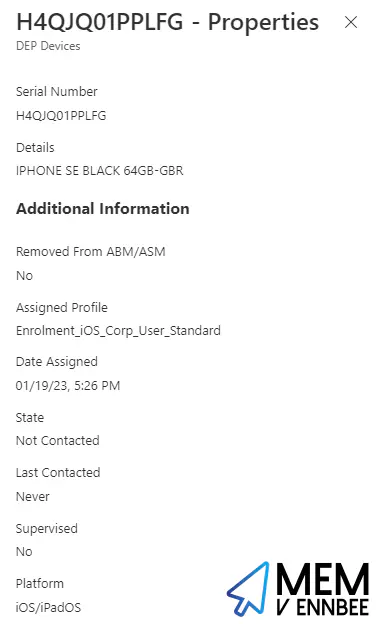 H4QJQ01PPLFG - Properties
DEP Devices
Serial Number
H4QJQ01PPLFG
Details
IPHONE SE BLACK 64GB-GBR
Additional Information
Removed From ABM/ASM
No
Assigned Profile
Enrolment_iOS_Corp_User_Standard
Date Assigned
01/19/23, 5:26 PM
State
Not Contacted
Last Contacted
Never
Supervised
No
Platform
iOS/iPadOS
MEM
V ENNBEE